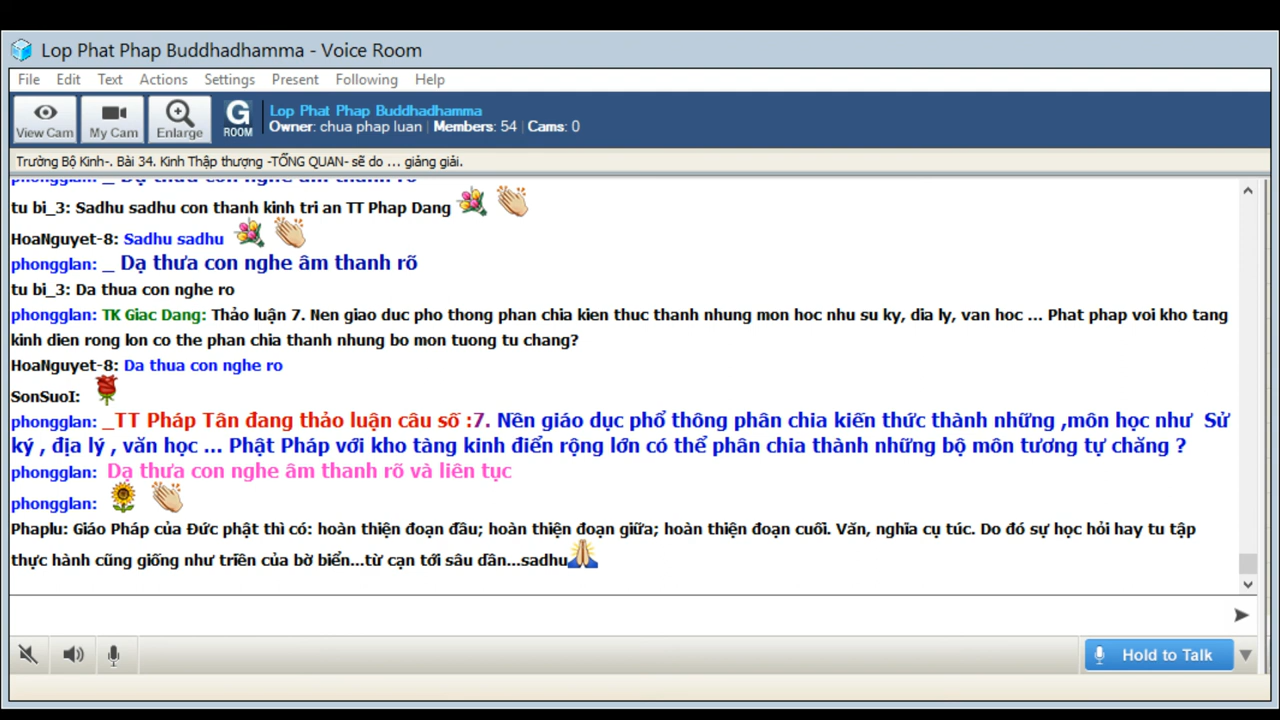 Lop Phat Phap Buddhadhamma - Voice Room
File Edit Text Actions Settings Present Following Help
View Cam My Cam Enlarge G ROOM
Lop Phat Phap Buddhadhamma
Owner: chua phap luan | Members: 54 | Cams: 0
Trường Bộ Kinh-. Bài 34. Kinh Thập thượng -TỔNG QUAN- sẽ do ... giảng giải.
phongglan: _ Dạ thưa con nghe âm thanh rõ
tu bi_3: Sadhu sadhu con thanh kinh tri an TT Phap Dang
HoaNguyet-8: Sadhu sadhu
phongglan: _ Dạ thưa con nghe âm thanh rõ
tu bi_3: Da thua con nghe ro
phongglan: TK Giac Dang: Thảo luận 7. Nen giao duc pho thong phan chia kien thuc thanh nhung mon hoc nhu su ky, dia ly, van hoc ... Phat phap voi kho tang
kinh dien rong lon co the phan chia thanh nhung bo mon tuong tu chang?
HoaNguyet-8: Da thua con nghe ro
SonSuoI:
phongglan: _TT Pháp Tân đang thảo luận câu số :7. Nền giáo dục phổ thông phân chia kiến thức thành những ,môn học như Sử
ký , địa lý , văn học ... Phật Pháp với kho tàng kinh điển rộng lớn có thể phân chia thành những bộ môn tương tự chăng ?
phongglan: Dạ thưa con nghe âm thanh rõ và liên tục
phongglan:
Phaplu: Giáo Pháp của Đức phật thì có: hoàn thiện đoạn đầu; hoàn thiện đoạn giữa; hoàn thiện đoạn cuối. Văn, nghĩa cụ túc. Do đó sự học hỏi hay tu tập
thực hành cũng giống như triền của bờ biển...từ cạn tới sâu dần...sadhu
Hold to Talk